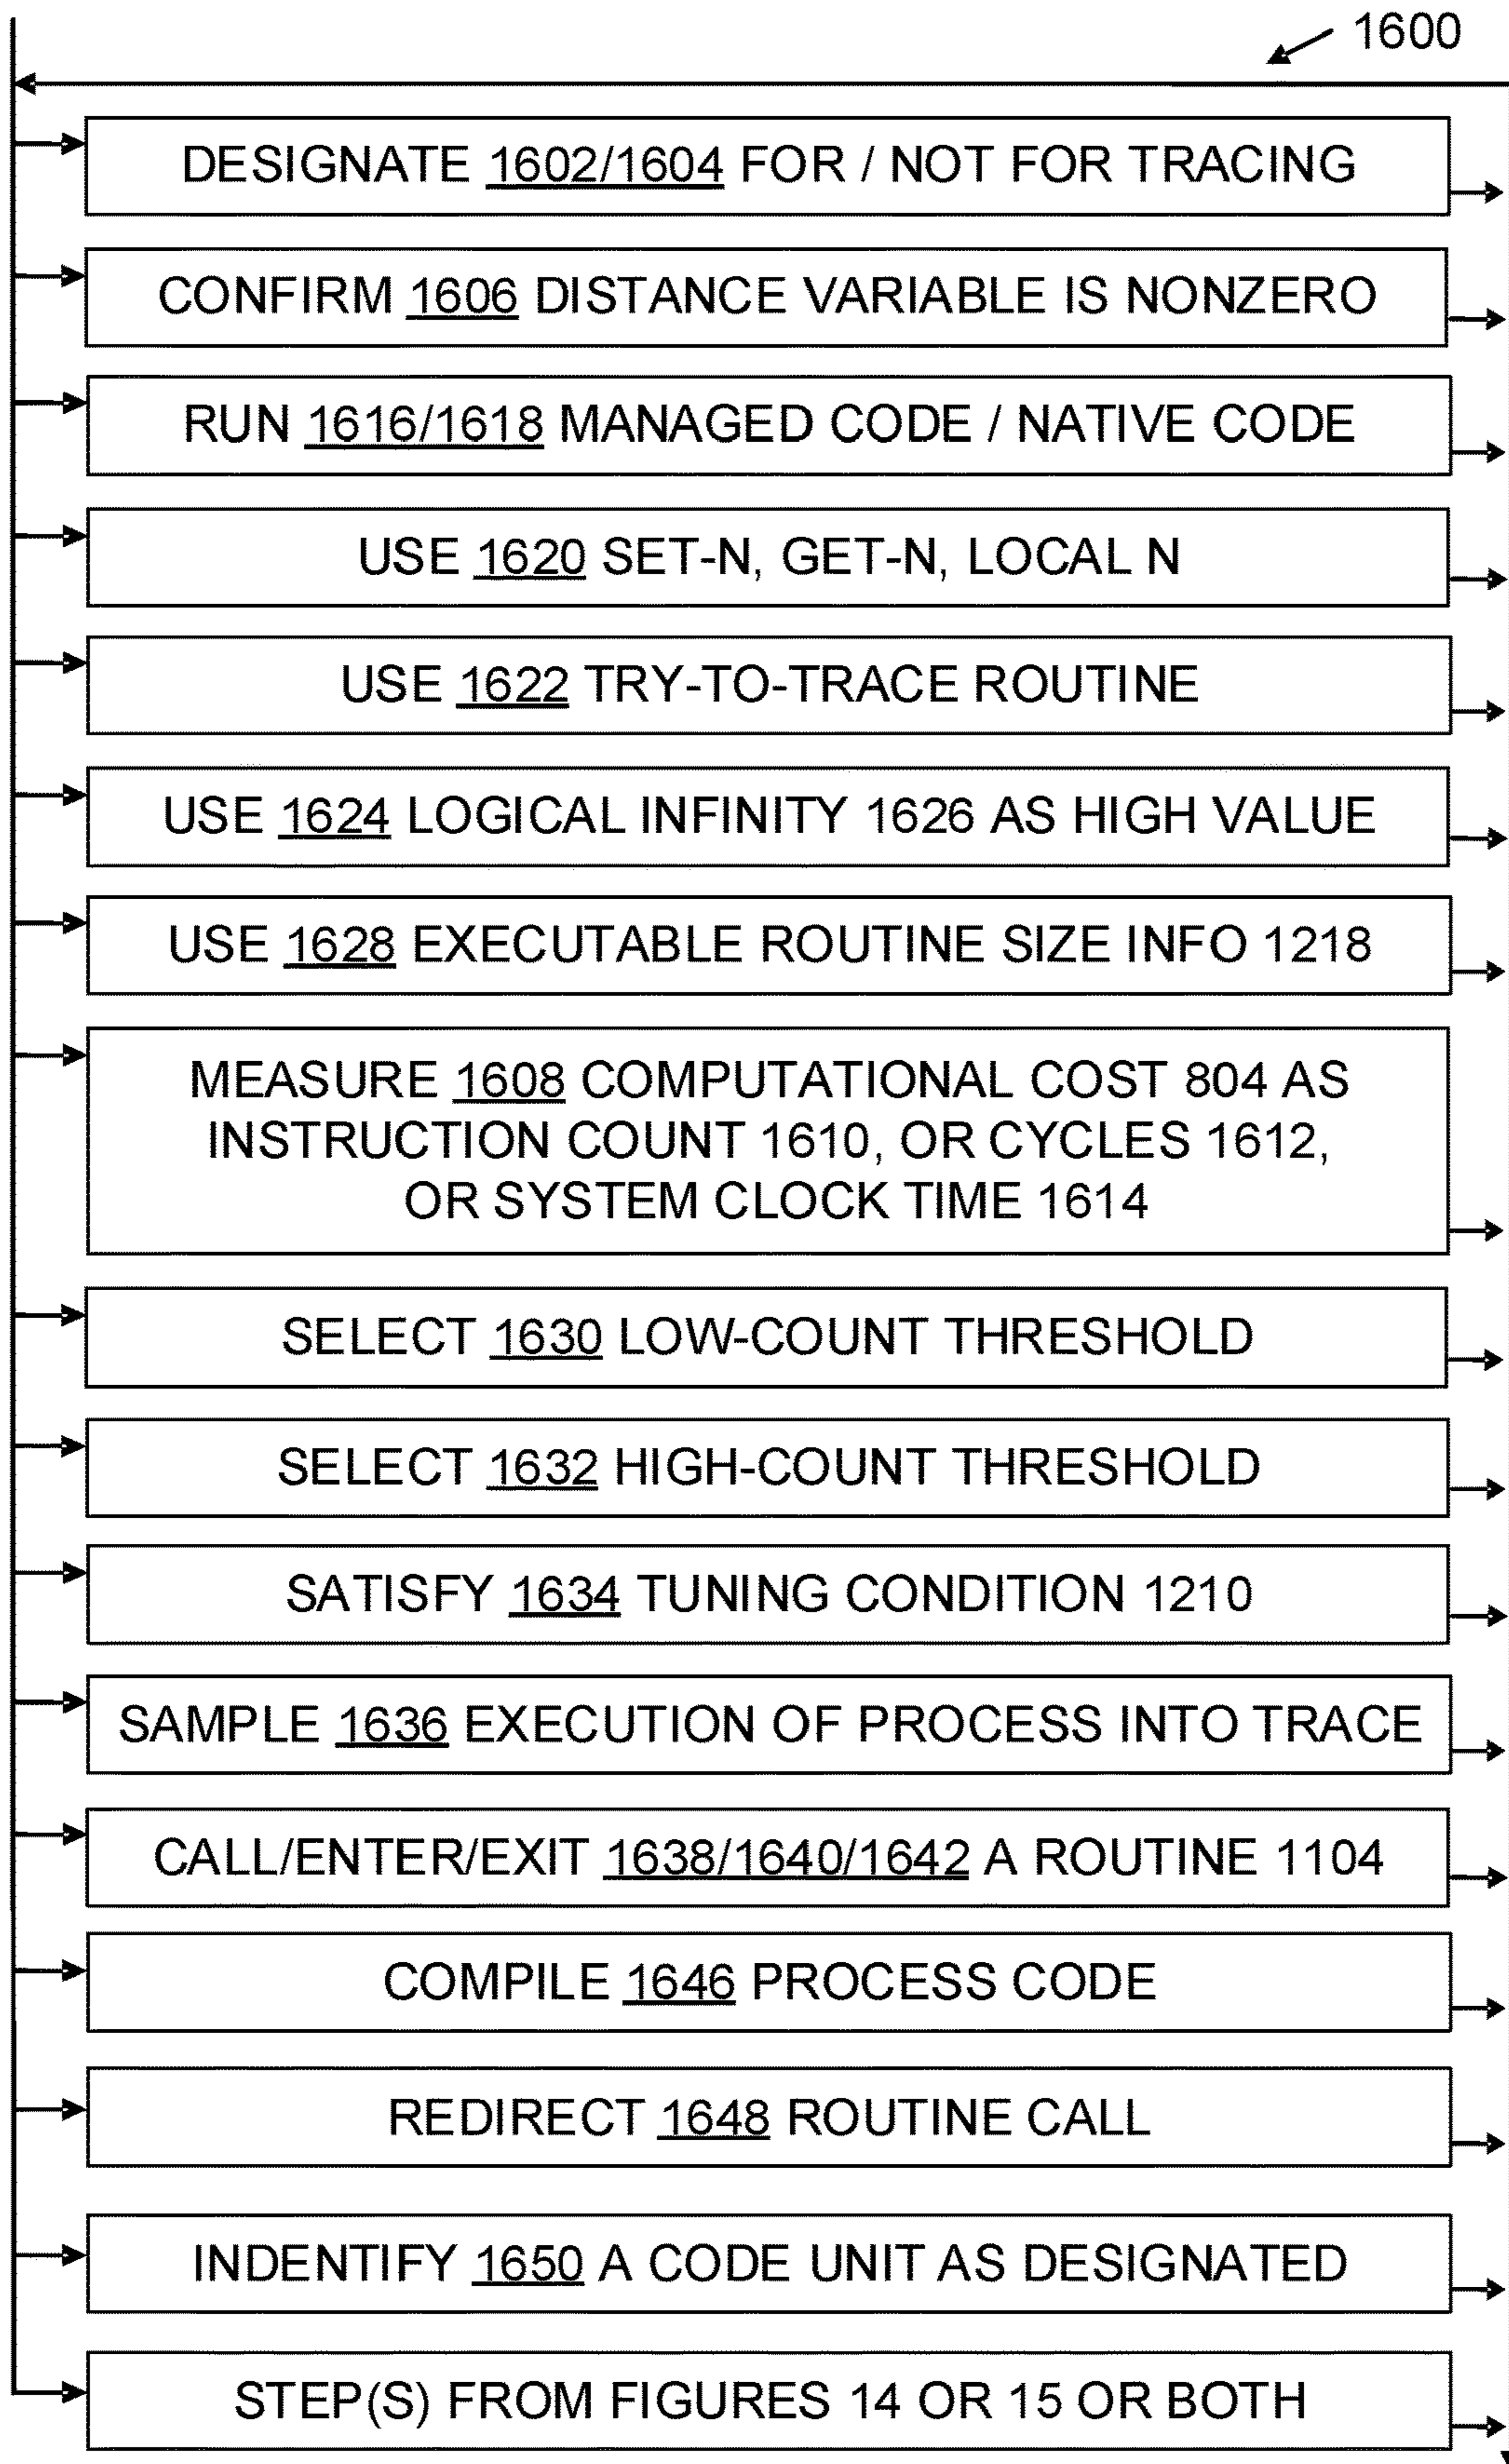 1600
DESIGNATE 1602/1604 FOR / NOT FOR TRACING
CONFIRM 1606 DISTANCE VARIABLE IS NONZERO
RUN 1616/1618 MANAGED CODE / NATIVE CODE
USE 1620 SET-N, GET-N, LOCAL N
USE 1622 TRY-TO-TRACE ROUTINE
USE 1624 LOGICAL INFINITY 1626 AS HIGH VALUE
USE 1628 EXECUTABLE ROUTINE SIZE INFO 1218
MEASURE 1608 COMPUTATIONAL COST 804 AS
INSTRUCTION COUNT 1610, OR CYCLES 1612,
OR SYSTEM CLOCK TIME 1614
SELECT 1630 LOW-COUNT THRESHOLD
SELECT 1632 HIGH-COUNT THRESHOLD
SATISFY 1634 TUNING CONDITION 1210
SAMPLE 1636 EXECUTION OF PROCESS INTO TRACE
CALL/ENTER/EXIT 1638/1640/1642 A ROUTINE 1104
COMPILE 1646 PROCESS CODE
REDIRECT 1648 ROUTINE CALL
INDENTIFY 1650 A CODE UNIT AS DESIGNATED
STEP(S) FROM FIGURES 14 OR 15 OR BOTH